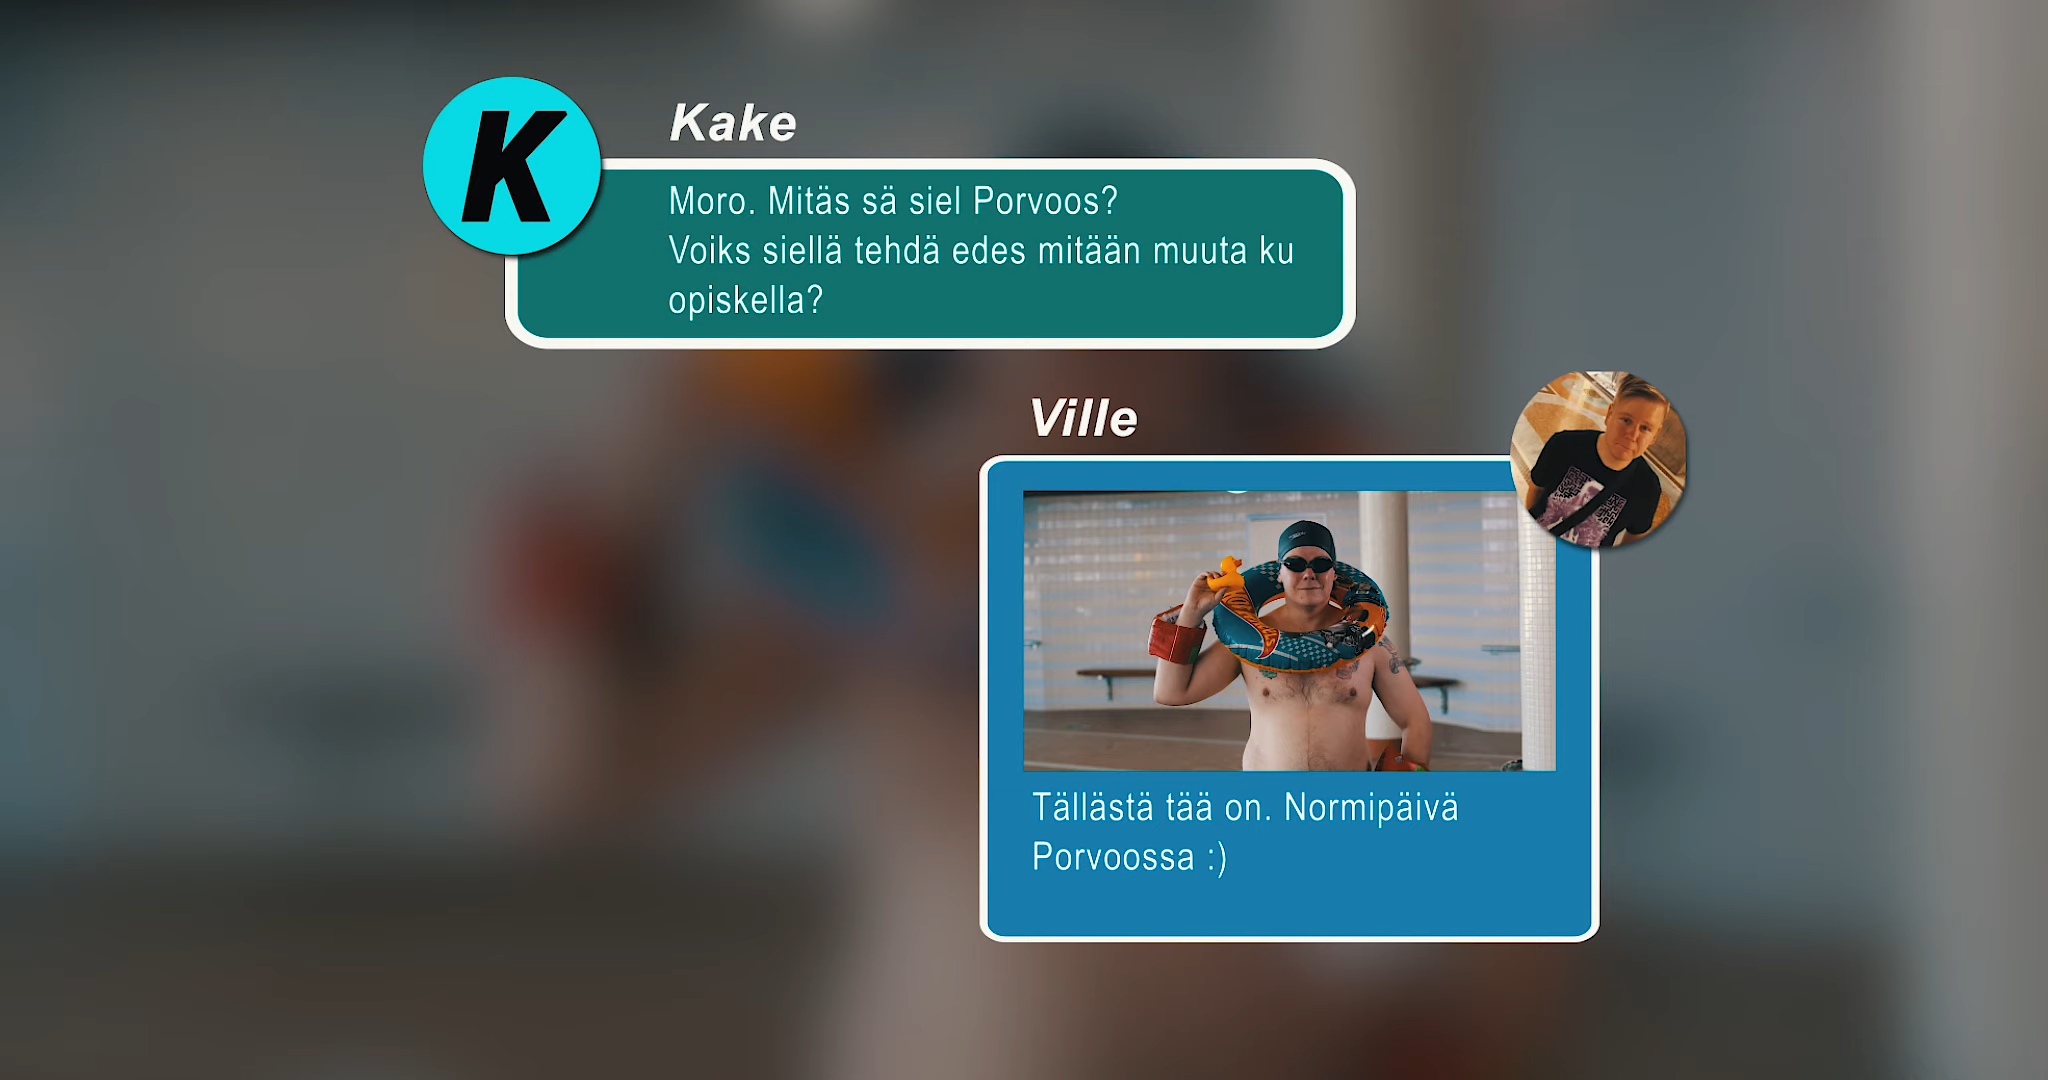 K
Kake
Moro. Mitäs sä siel Porvoos?
Voiks siellä tehdä edes mitään muuta ku
opiskella?
Ville
Tällästä tää on. Normipäivä
Porvoossa :)